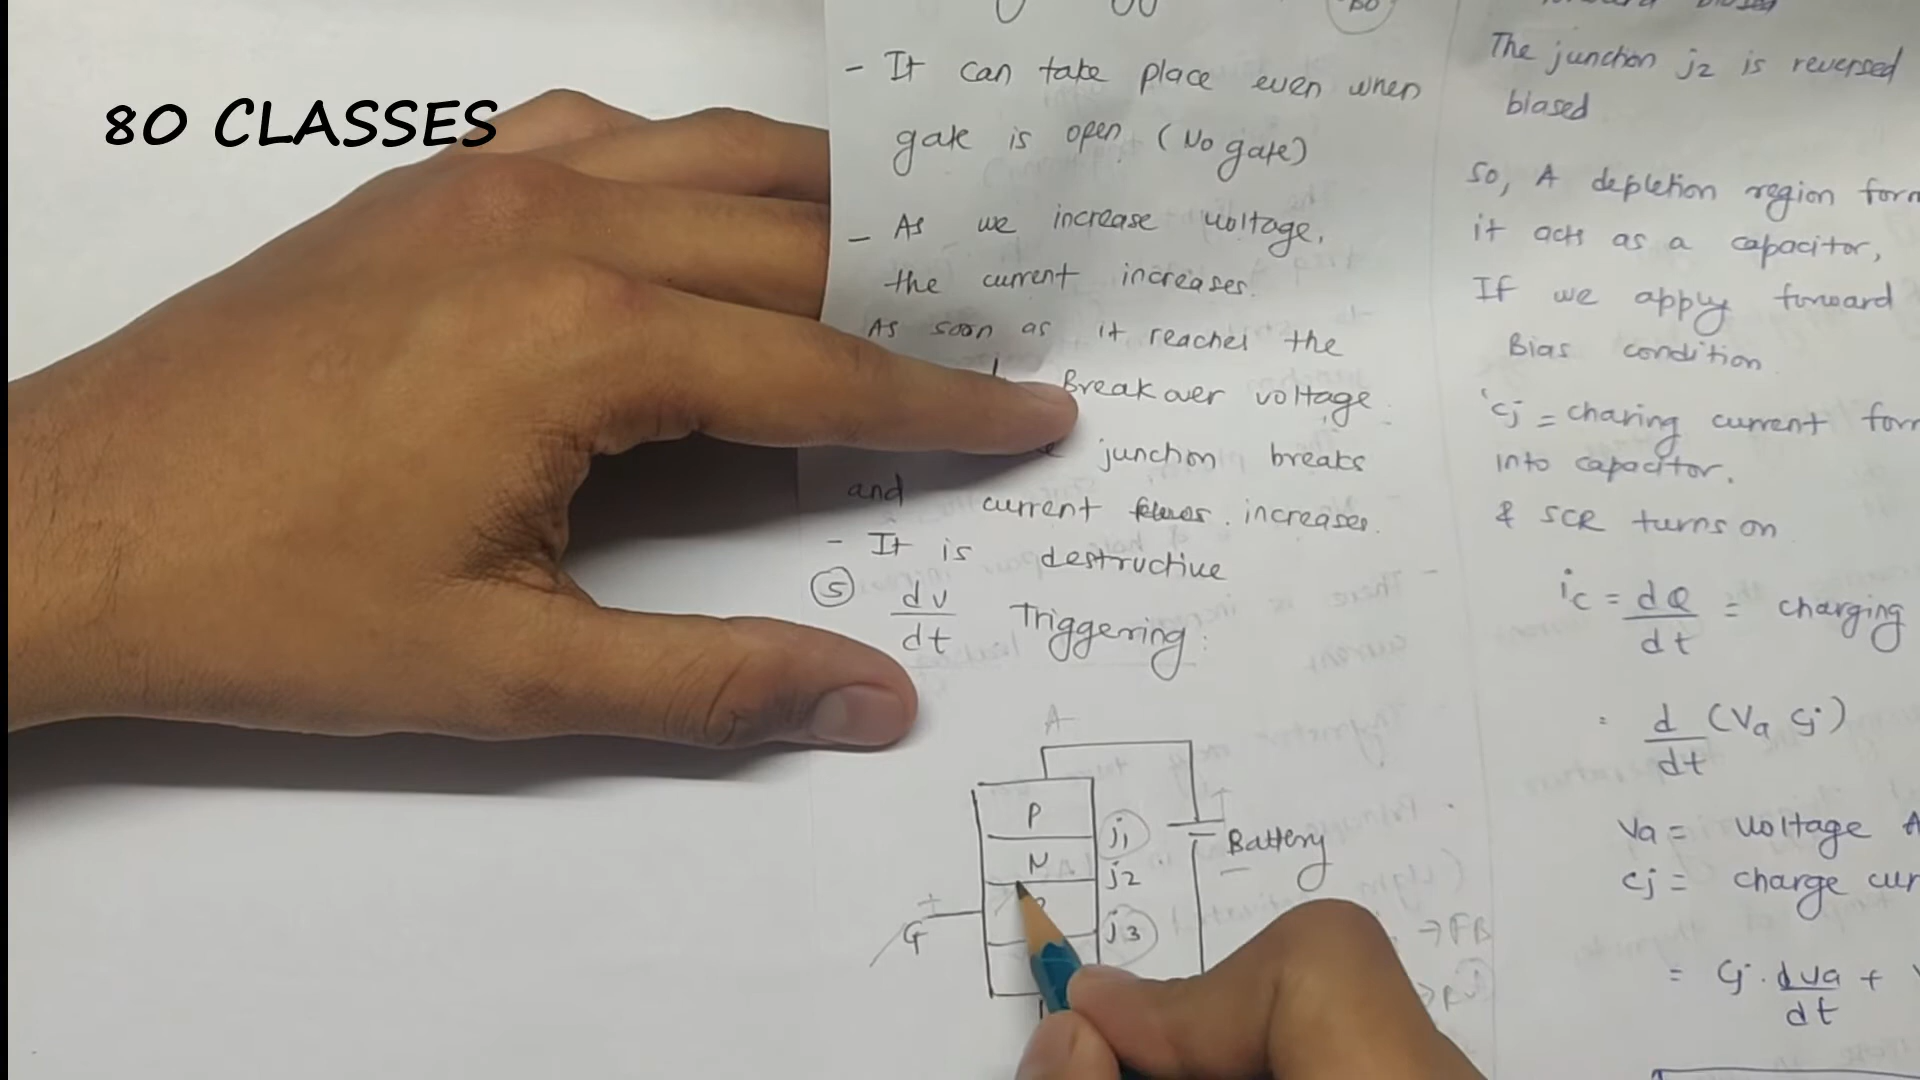 80 CLASSES
- It can take place even when
gate is open (No gate)
- As we increase voltage,
the current increases.
As soon as it reaches the
Breakover voltage
junction breaks
and current increases.
- It is destructive
(5) dv/dt Triggering:
A
P
N
j1
j2
j3
+
G
+
Battery
→FB
The junction j2 is reversed
biased
So, A depletion region form
it acts as a capacitor,
If we apply forward
Bias condition
'cj = charing current form
into capacitor.
& SCR turns on
ic = dQ/dt = charging
= d/dt (Va Cj)
Va = voltage A
cj = charge cur
= Cj · dva/dt +